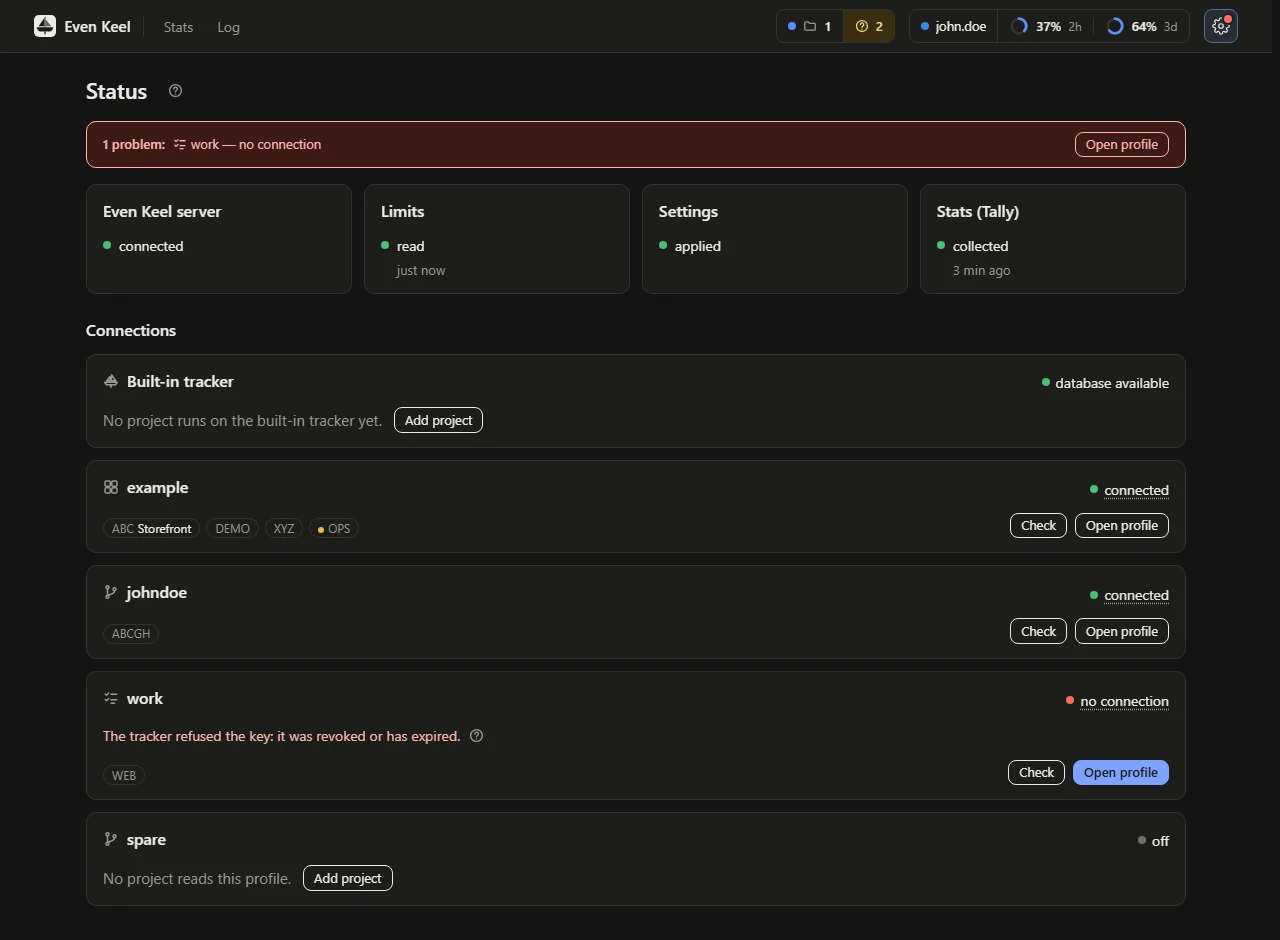 Even Keel Stats Log 1 2 john.doe 37% 2h 64% 3d
Status
1 problem: work — no connection Open profile
Even Keel server Limits Settings Stats (Tally)
connected read applied collected
just now 3 min ago
Connections
Built-in tracker database available
No project runs on the built-in tracker yet. Add project
example connected
ABC Storefront DEMO XYZ OPS Check Open profile
johndoe connected
ABCGH Check Open profile
work no connection
The tracker refused the key: it was revoked or has expired.
WEB Check Open profile
spare off
No project reads this profile. Add project